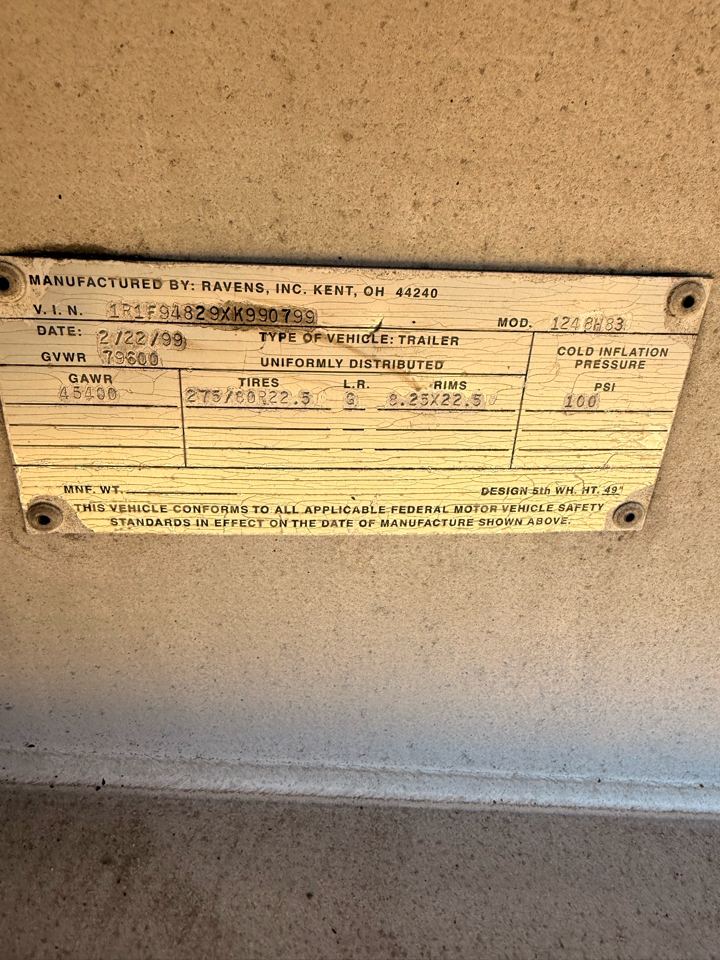 MANUFACTURED BY: RAVENS, INC. KENT, OH 44240
V. I. N. 1R1F94829XK990799 MOD. 1248H83
DATE: 2/22/99 TYPE OF VEHICLE: TRAILER
GVWR 79600 UNIFORMLY DISTRIBUTED
COLD INFLATION
PRESSURE
GAWR TIRES L.R. RIMS PSI
45400 275/80R22.5 G 8.25X22.5 100
MNF. WT. DESIGN 5th WH. HT. 49"
THIS VEHICLE CONFORMS TO ALL APPLICABLE FEDERAL MOTOR VEHICLE SAFETY
STANDARDS IN EFFECT ON THE DATE OF MANUFACTURE SHOWN ABOVE.